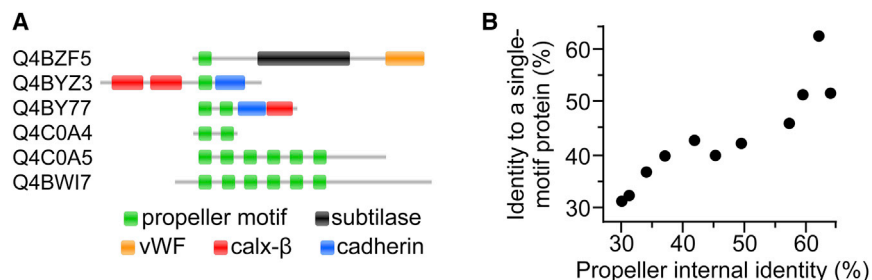 A
Q4BZF5
Q4BYZ3
Q4BY77
Q4C0A4
Q4C0A5
Q4BWI7
propeller motif
subtilase
vWF
calx-β
cadherin
B
Identity to a single-
motif protein (%)
60
50
40
30
30 40 50 60
Propeller internal identity (%)